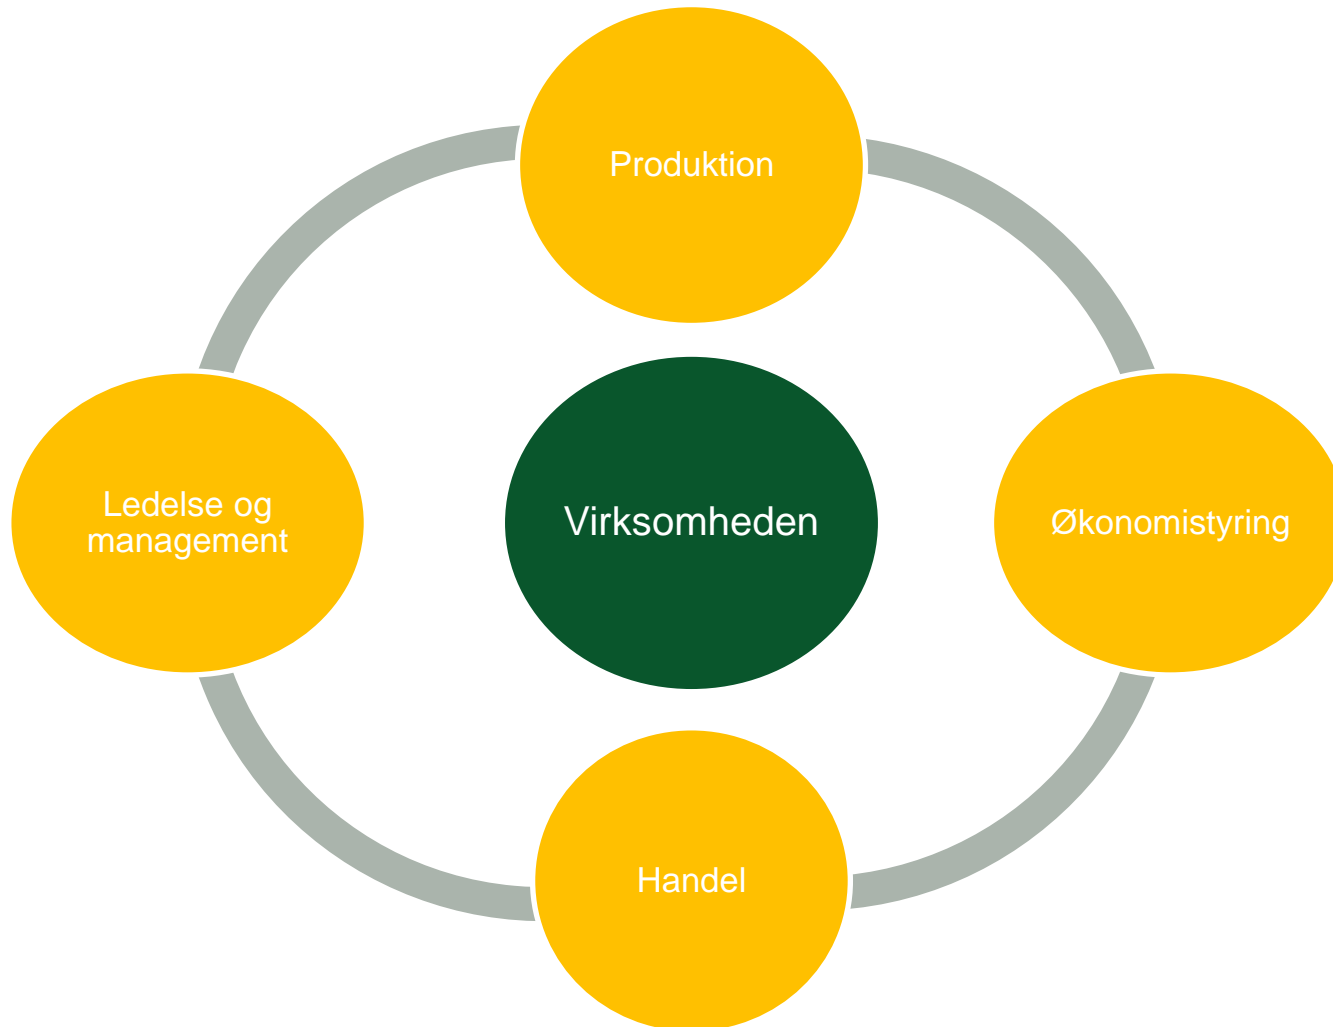 Produktion
Ledelse og
management
Virksomheden
Økonomistyring
Handel